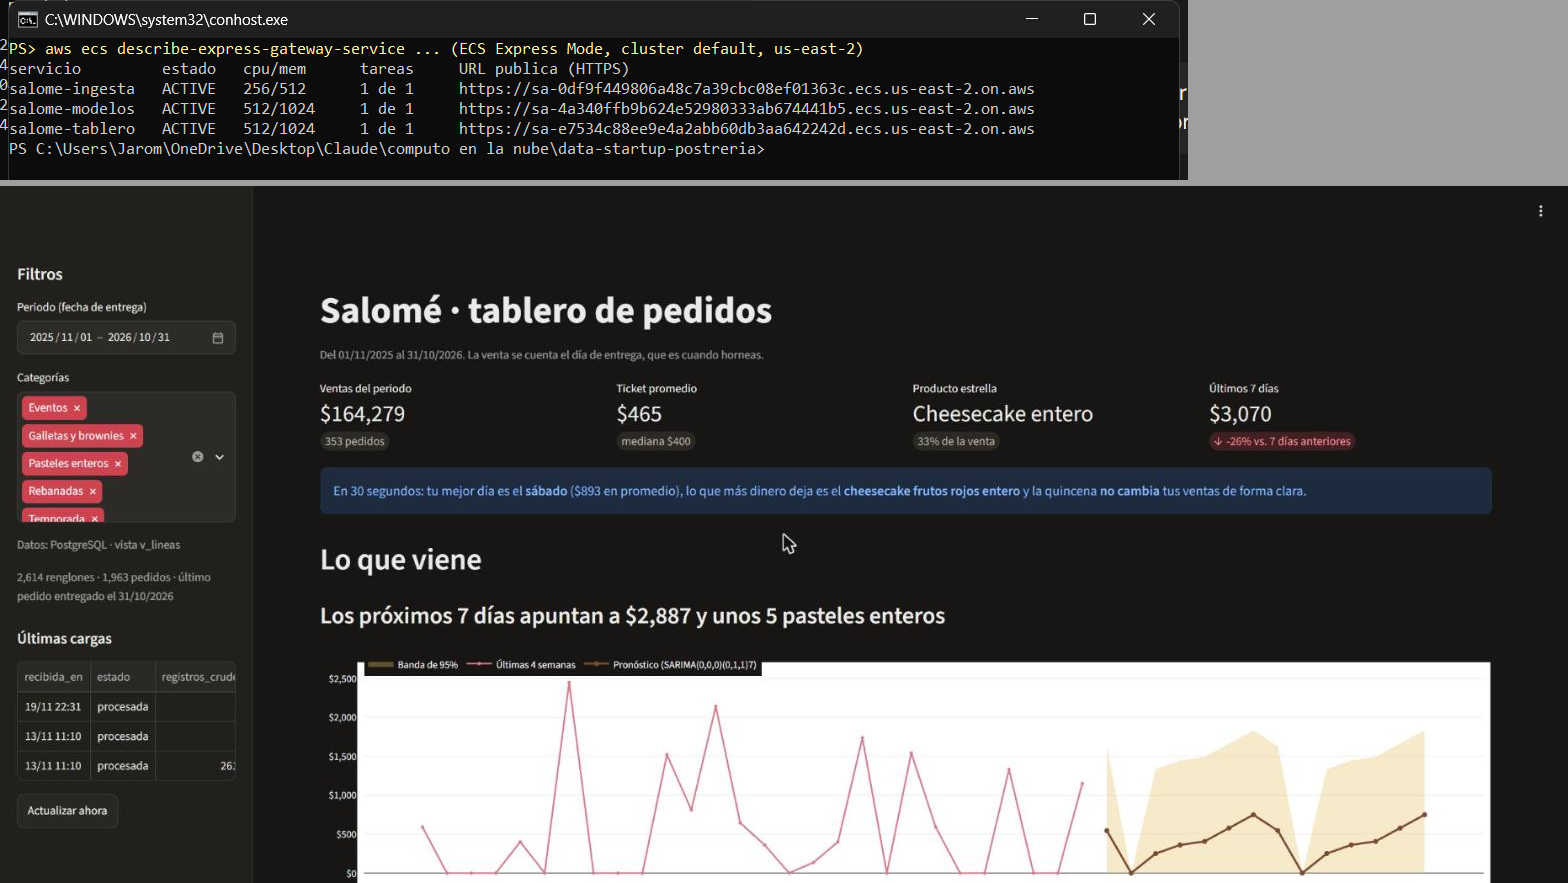 C:\WINDOWS\system32\conhost.exe
PS> aws ecs describe-express-gateway-service ... (ECS Express Mode, cluster default, us-east-2)
servicio estado cpu/mem tareas URL publica (HTTPS)
salome-ingesta ACTIVE 256/512 1 de 1 https://sa-0df9f449806a48c7a39cbc08ef01363c.ecs.us-east-2.on.aws
salome-modelos ACTIVE 512/1024 1 de 1 https://sa-4a340ffb9b624e52980333ab674441b5.ecs.us-east-2.on.aws
salome-tablero ACTIVE 512/1024 1 de 1 https://sa-e7534c88ee9e4a2abb60db3aa642242d.ecs.us-east-2.on.aws
PS C:\Users\Jarom\OneDrive\Desktop\Claude\computo en la nube\data-startup-postreria>
Filtros
Periodo (fecha de entrega)
2025/11/01 – 2026/10/31
Categorías
Eventos
Galletas y brownies
Pasteles enteros
Rebanadas
Temporada
Datos: PostgreSQL · vista v_lineas
2,614 renglones · 1,963 pedidos · último
pedido entregado el 31/10/2026
Últimas cargas
recibida_en estado registros_crud
19/11 22:31 procesada
13/11 11:10 procesada
13/11 11:10 procesada 261
Actualizar ahora
Salomé · tablero de pedidos
Del 01/11/2025 al 31/10/2026. La venta se cuenta el día de entrega, que es cuando horneas.
Ventas del periodo
$164,279
353 pedidos
Ticket promedio
$465
mediana $400
Producto estrella
Cheesecake entero
33% de la venta
Últimos 7 días
$3,070
↓ -26% vs. 7 días anteriores
En 30 segundos: tu mejor día es el sábado ($893 en promedio), lo que más dinero deja es el cheesecake frutos rojos entero y la quincena no cambia tus ventas de forma clara.
Lo que viene
Los próximos 7 días apuntan a $2,887 y unos 5 pasteles enteros
Banda de 95% Últimas 4 semanas Pronóstico (SARIMA(0,0,0)(0,1,1)7)
$2,500
$2,000
$1,500
$1,000
$500
$0